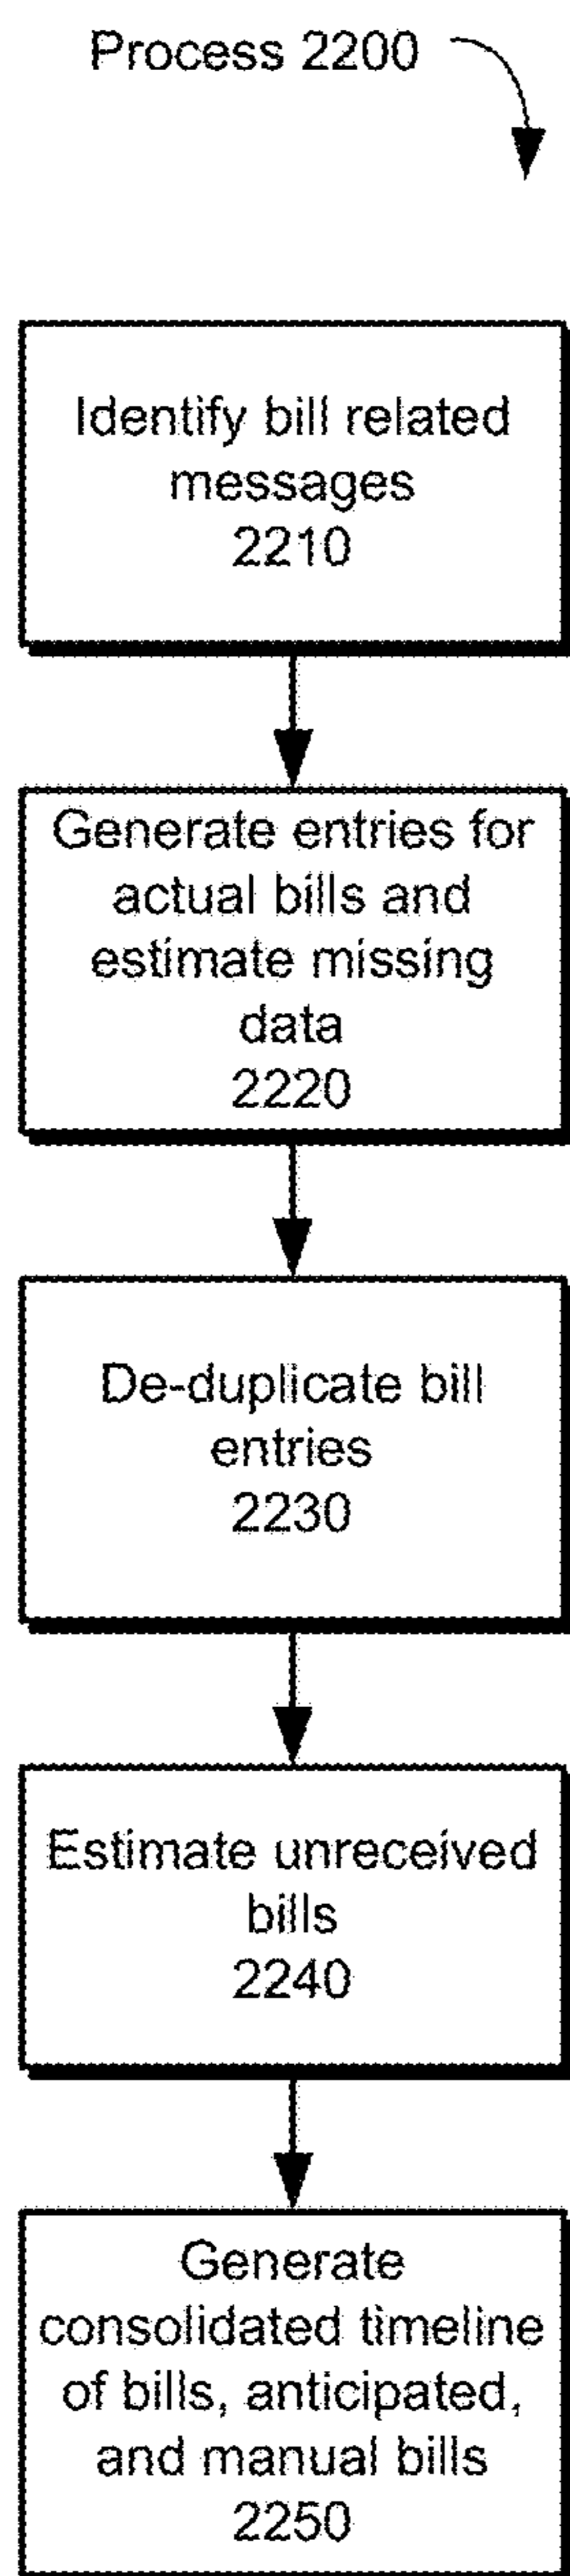 Process 2200
Identify bill related
messages
2210
Generate entries for
actual bills and
estimate missing
data
2220
De-duplicate bill
entries
2230
Estimate unreceived
bills
2240
Generate
consolidated timeline
of bills, anticipated,
and manual bills
2250